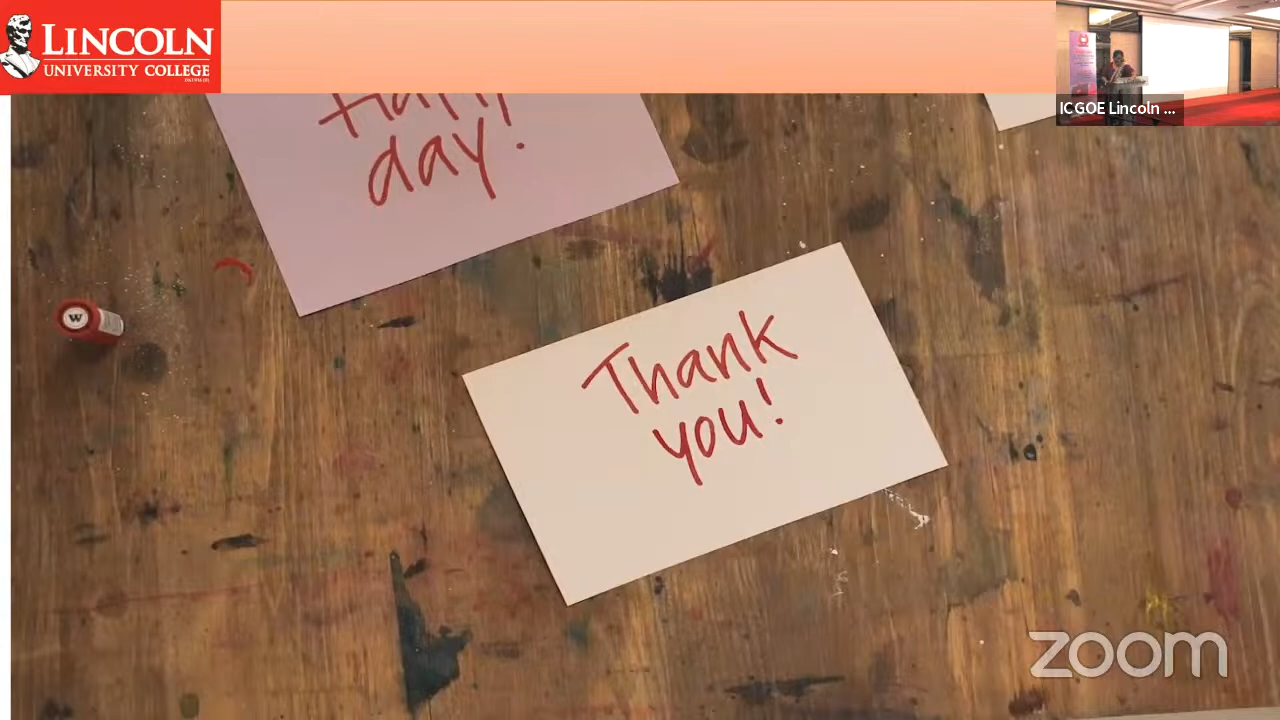 LINCOLN
UNIVERSITY COLLEGE
ICGOE Lincoln ...
day!
Thank
you!
W
zoom